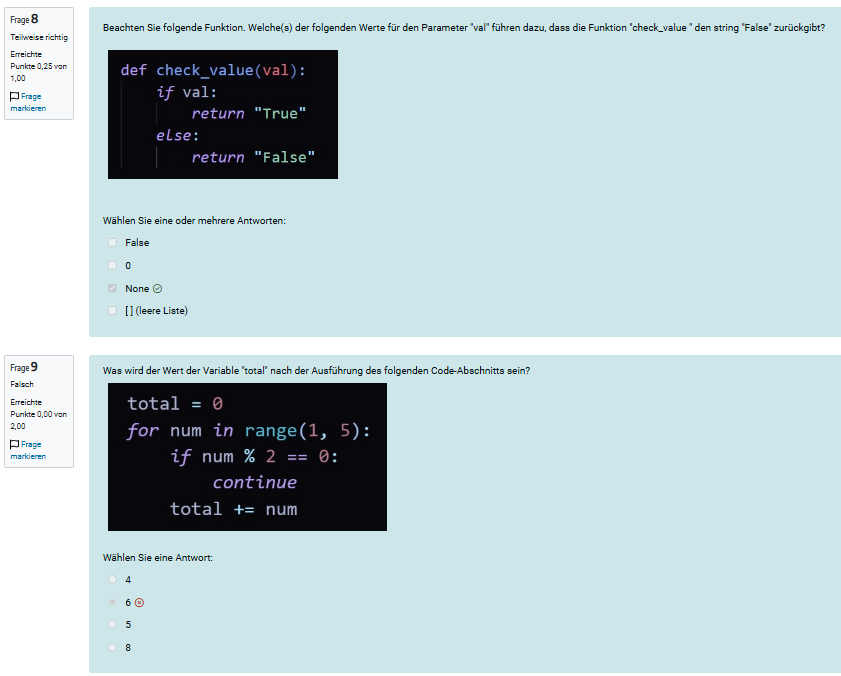 Frage 8
Teilweise richtig
Erreichte
Punkte 0,25 von
1,00
Frage
markieren
Beachten Sie folgende Funktion. Welche(s) der folgenden Werte für den Parameter "val" führen dazu, dass die Funktion "check_value " den string "False" zurückgibt?
def check_value(val):
if val:
return "True"
else:
return "False"
Wählen Sie eine oder mehrere Antworten:
False
0
None
[] (leere Liste)
Frage 9
Falsch
Erreichte
Punkte 0,00 von
2,00
Frage
markieren
Was wird der Wert der Variable "total" nach der Ausführung des folgenden Code-Abschnitts sein?
total = 0
for num in range(1, 5):
if num % 2 == 0:
continue
total += num
Wählen Sie eine Antwort:
4
6
5
8